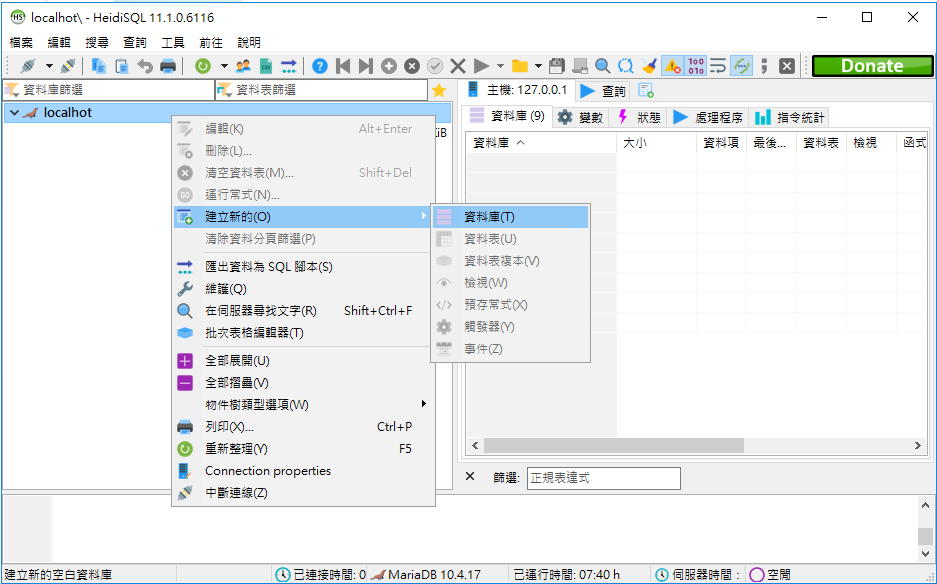 localhot\ - HeidiSQL 11.1.0.6116
檔案 編輯 搜尋 查詢 工具 前往 說明
Donate
資料庫篩選 資料表篩選
主機: 127.0.0.1 查詢
localhot
iB
資料庫 (9) 變數 狀態 處理程序 指令統計
資料庫 大小 資料項 最後... 資料表 檢視 函式
編輯(K) Alt+Enter
刪除(L)...
清空資料表(M)... Shift+Del
運行常式(N)...
建立新的(O)
清除資料分頁篩選(P)
匯出資料為 SQL 腳本(S)
維護(Q)
在伺服器尋找文字(R) Shift+Ctrl+F
批次表格編輯器(T)
全部展開(U)
全部摺疊(V)
物件樹類型選項(W)
列印(X)... Ctrl+P
重新整理(Y) F5
Connection properties
中斷連線(Z)
資料庫(T)
資料表(U)
資料表複本(V)
檢視(W)
預存常式(X)
觸發器(Y)
事件(Z)
篩選: 正規表達式
建立新的空白資料庫 已連接時間: 0 MariaDB 10.4.17 已運行時間: 07:40 h 伺服器時間： 空閒